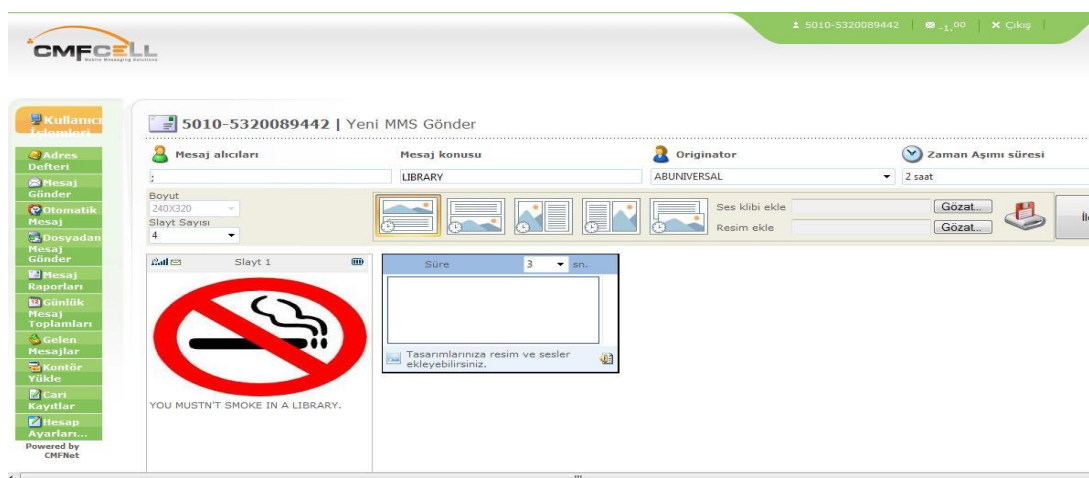 5010-5320089442 -1,00 Çıkış
CMFCELL
Mobile Messaging Solutions
Kullanıcı
İşlemleri
Adres
Defteri
Mesaj
Gönder
Otomatik
Mesaj
Dosyadan
Mesaj
Gönder
Mesaj
Raporları
Günlük
Mesaj
Toplamları
Gelen
Mesajlar
Kontör
Yükle
Cari
Kayıtlar
Hesap
Ayarları...
Powered by
CMFNet
5010-5320089442 | Yeni MMS Gönder
Mesaj alıcıları Mesaj konusu Originator Zaman Aşımı süresi
; LIBRARY ABUNIVERSAL 2 saat
Boyut
240X320
Slayt Sayısı
4
Ses klibi ekle Gözat...
Resim ekle Gözat...
Slayt 1
YOU MUSTN'T SMOKE IN A LIBRARY.
Süre 3 sn.
Tasarımlarınıza resim ve sesler
ekleyebilirsiniz.